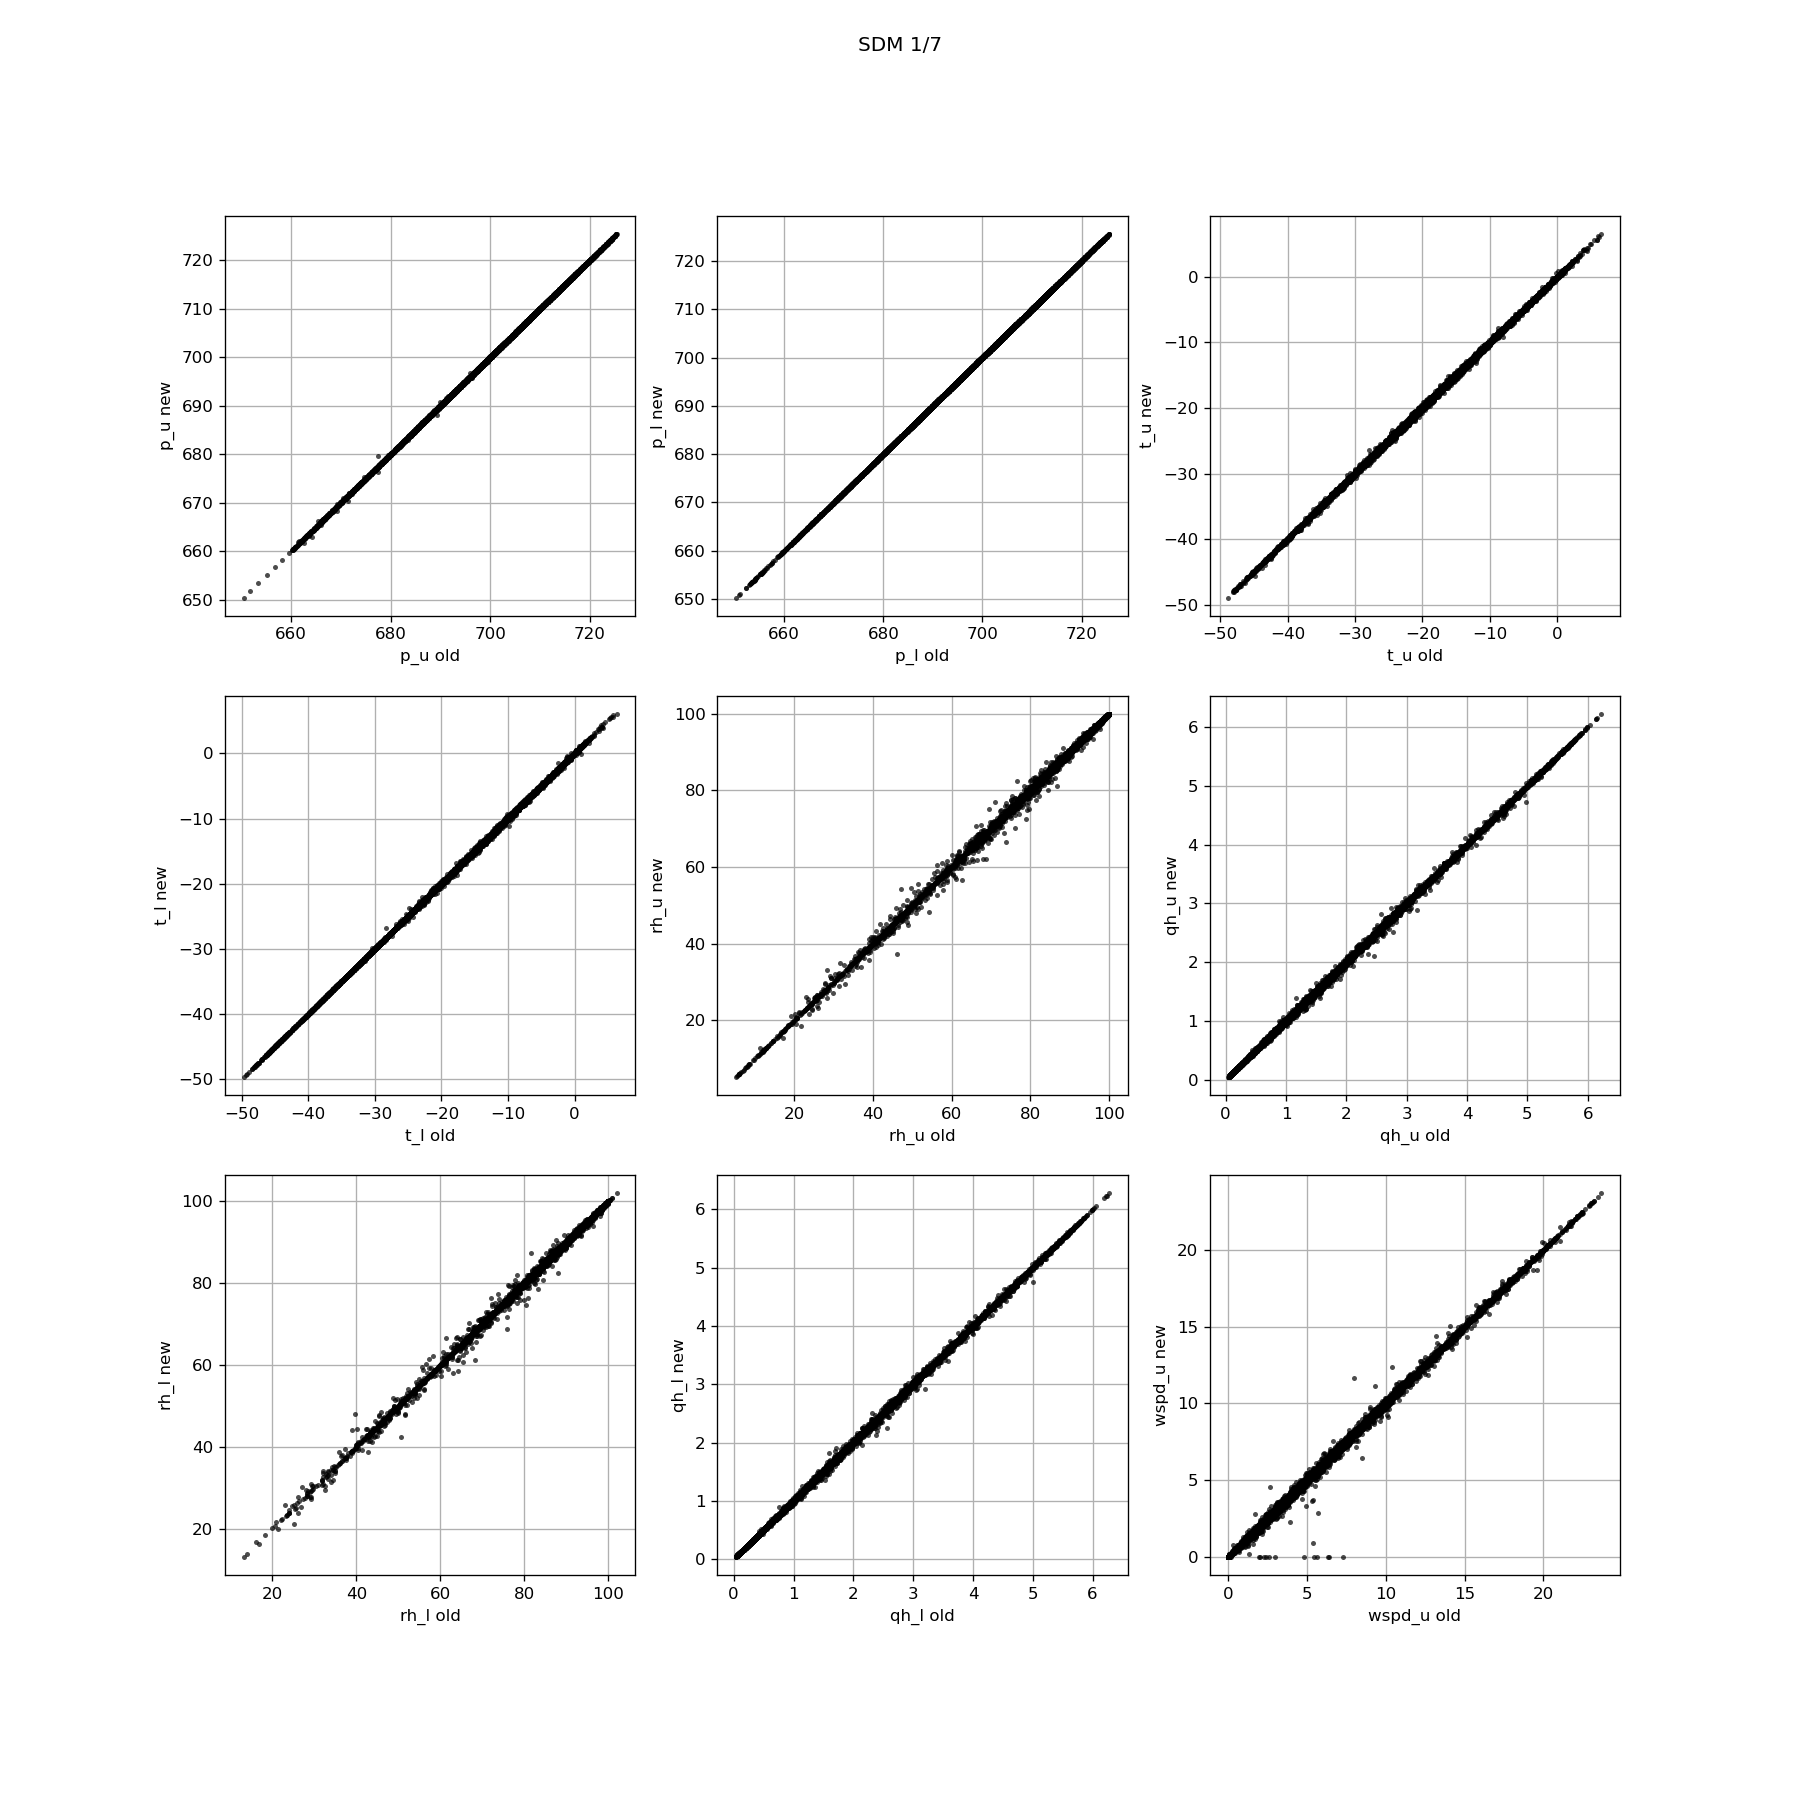 SDM 1/7
720
710
700
690
680
670
660
650
p_u new
660 680 700 720
p_u old
720
710
700
690
680
670
660
650
p_l new
660 680 700 720
p_l old
0
−10
−20
−30
−40
−50
t_u new
−50 −40 −30 −20 −10 0
t_u old
0
−10
−20
−30
−40
−50
t_l new
−50 −40 −30 −20 −10 0
t_l old
100
80
60
40
20
rh_u new
20 40 60 80 100
rh_u old
6
5
4
3
2
1
0
qh_u new
0 1 2 3 4 5 6
qh_u old
100
80
60
40
20
rh_l new
20 40 60 80 100
rh_l old
6
5
4
3
2
1
0
qh_l new
0 1 2 3 4 5 6
qh_l old
20
15
10
5
0
wspd_u new
0 5 10 15 20
wspd_u old